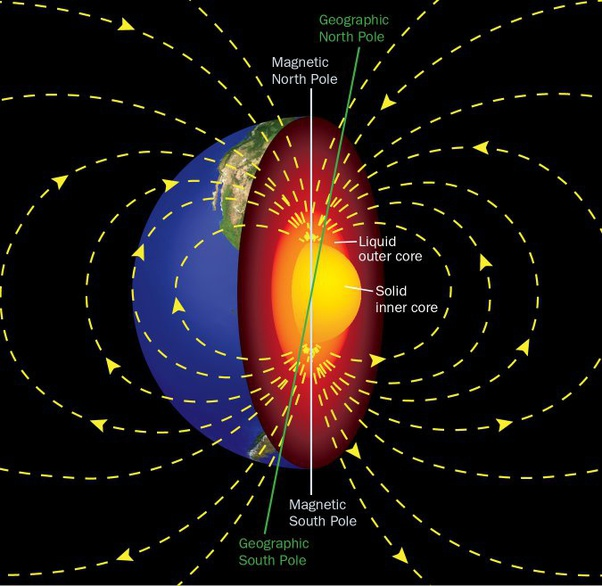 Geographic
North Pole
Magnetic
North Pole
Liquid
outer core
Solid
inner core
Magnetic
South Pole
Geographic
South Pole